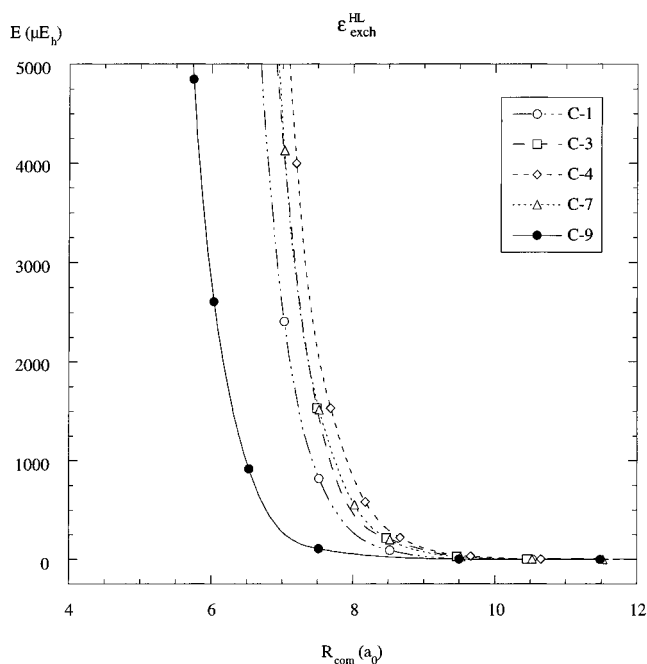 ε^HL_exch
E (μE_h)
5000
4000
3000
2000
1000
0
C-1
C-3
C-4
C-7
C-9
4
6
8
10
12
R_com (a_0)